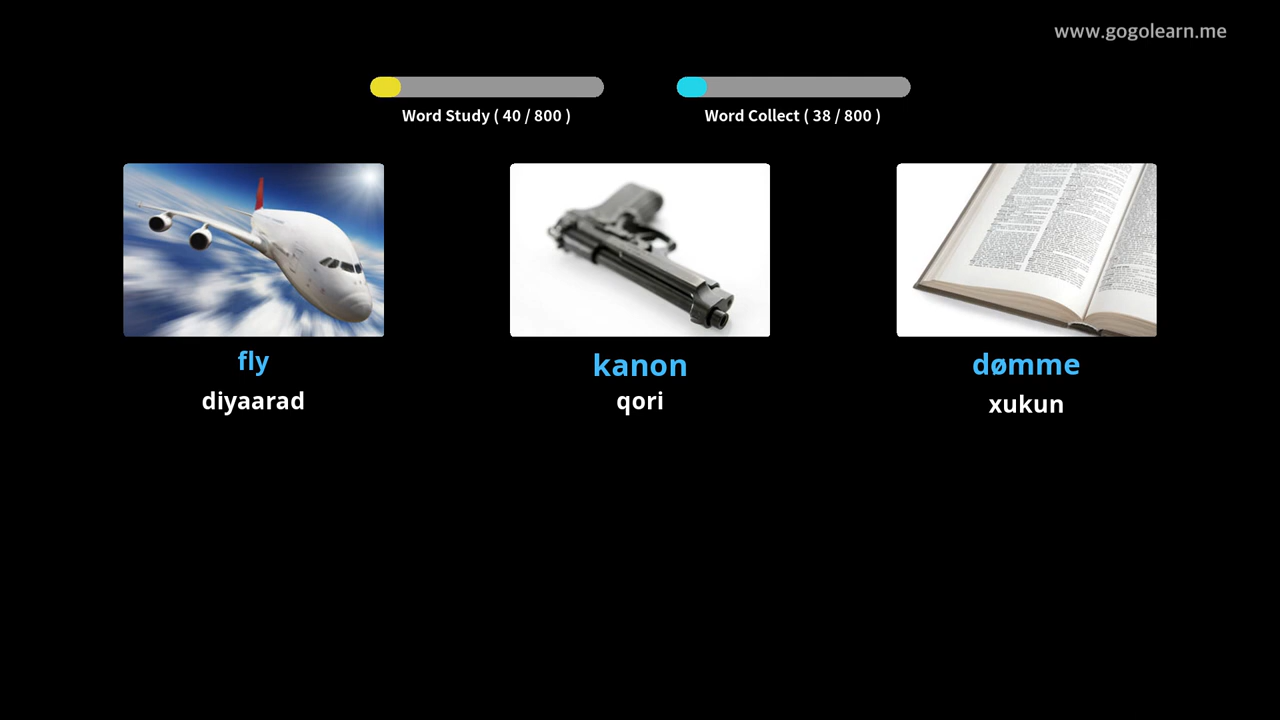 www.gogolearn.me
Word Study ( 40 / 800 )
Word Collect ( 38 / 800 )
fly
kanon
dømme
diyaarad
qori
xukun